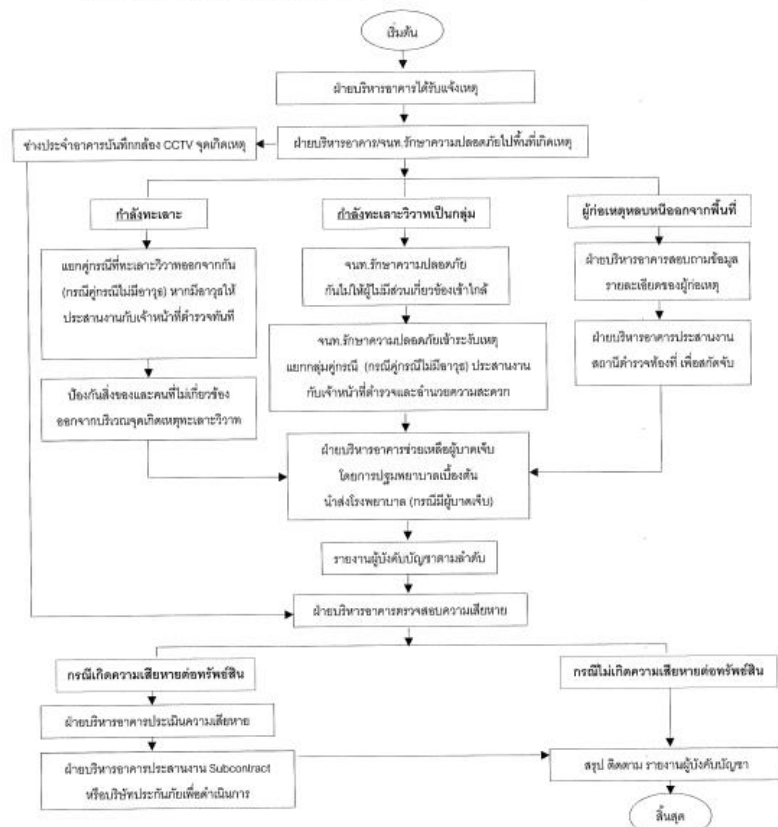 เริ่มต้น
ฝ่ายบริหารอาคารได้รับแจ้งเหตุ
ช่างประจำอาคารบันทึกกล้อง CCTV จุดเกิดเหตุ
ฝ่ายบริหารอาคาร/จนท.รักษาความปลอดภัยไปพื้นที่เกิดเหตุ
กำลังทะเลาะ
แยกคู่กรณีที่ทะเลาะวิวาทออกจากกัน
(กรณีคู่กรณีไม่มีอาวุธ) หากมีอาวุธให้
ประสานงานกับเจ้าหน้าที่ตำรวจทันที
ป้องกันสิ่งของและคนที่ไม่เกี่ยวข้อง
ออกจากบริเวณจุดเกิดเหตุทะเลาะวิวาท
กำลังทะเลาะวิวาทเป็นกลุ่ม
จนท.รักษาความปลอดภัย
กันไม่ให้ผู้ไม่มีส่วนเกี่ยวข้องเข้าใกล้
จนท.รักษาความปลอดภัยเข้าระงับเหตุ
แยกกลุ่มคู่กรณี (กรณีคู่กรณีไม่มีอาวุธ) ประสานงาน
กับเจ้าหน้าที่ตำรวจและอำนวยความสะดวก
ผู้ก่อเหตุหลบหนีออกจากพื้นที่
ฝ่ายบริหารอาคารสอบถามข้อมูล
รายละเอียดของผู้ก่อเหตุ
ฝ่ายบริหารอาคารประสานงาน
สถานีตำรวจท้องที่ เพื่อสกัดจับ
ฝ่ายบริหารอาคารช่วยเหลือผู้บาดเจ็บ
โดยการปฐมพยาบาลเบื้องต้น
นำส่งโรงพยาบาล (กรณีมีผู้บาดเจ็บ)
รายงานผู้บังคับบัญชาตามลำดับ
ฝ่ายบริหารอาคารตรวจสอบความเสียหาย
กรณีเกิดความเสียหายต่อทรัพย์สิน
ฝ่ายบริหารอาคารประเมินความเสียหาย
ฝ่ายบริหารอาคารประสานงาน Subcontract
หรือบริษัทประกันภัยเพื่อดำเนินการ
กรณีไม่เกิดความเสียหายต่อทรัพย์สิน
สรุป ติดตาม รายงานผู้บังคับบัญชา
สิ้นสุด